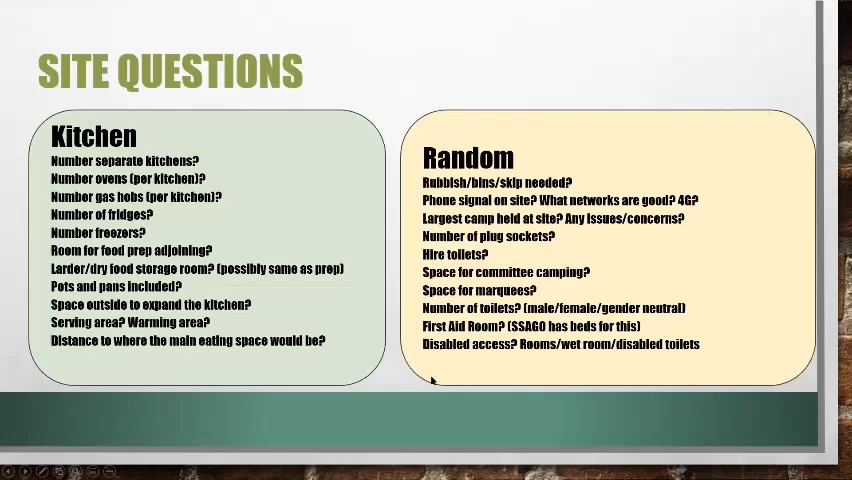 SITE QUESTIONS
Kitchen
Number separate kitchens?
Number ovens (per kitchen)?
Number gas hobs (per kitchen)?
Number of fridges?
Number freezers?
Room for food prep adjoining?
Larder/dry food storage room? (possibly same as prep)
Pots and pans included?
Space outside to expand the kitchen?
Serving area? Warming area?
Distance to where the main eating space would be?
Random
Rubbish/bins/skip needed?
Phone signal on site? What networks are good? 4G?
Largest camp held at site? Any issues/concerns?
Number of plug sockets?
Hire toilets?
Space for committee camping?
Space for marquees?
Number of toilets? (male/female/gender neutral)
First Aid Room? (SSAGO has beds for this)
Disabled access? Rooms/wet room/disabled toilets